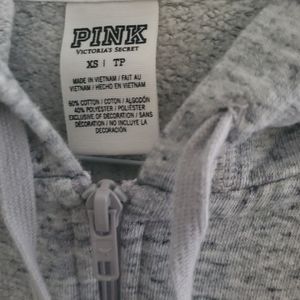 PINK
VICTORIA'S SECRET
XS | TP
MADE IN VIETNAM / FAIT AU
VIETNAM / HECHO EN VIETNAM
60% COTTON / COTON / ALGODÓN
40% POLYESTER / POLIÉSTER
EXCLUSIVE OF DECORATION / SANS
DÉCORATION / NO INCLUYE LA
DECORACIÓN